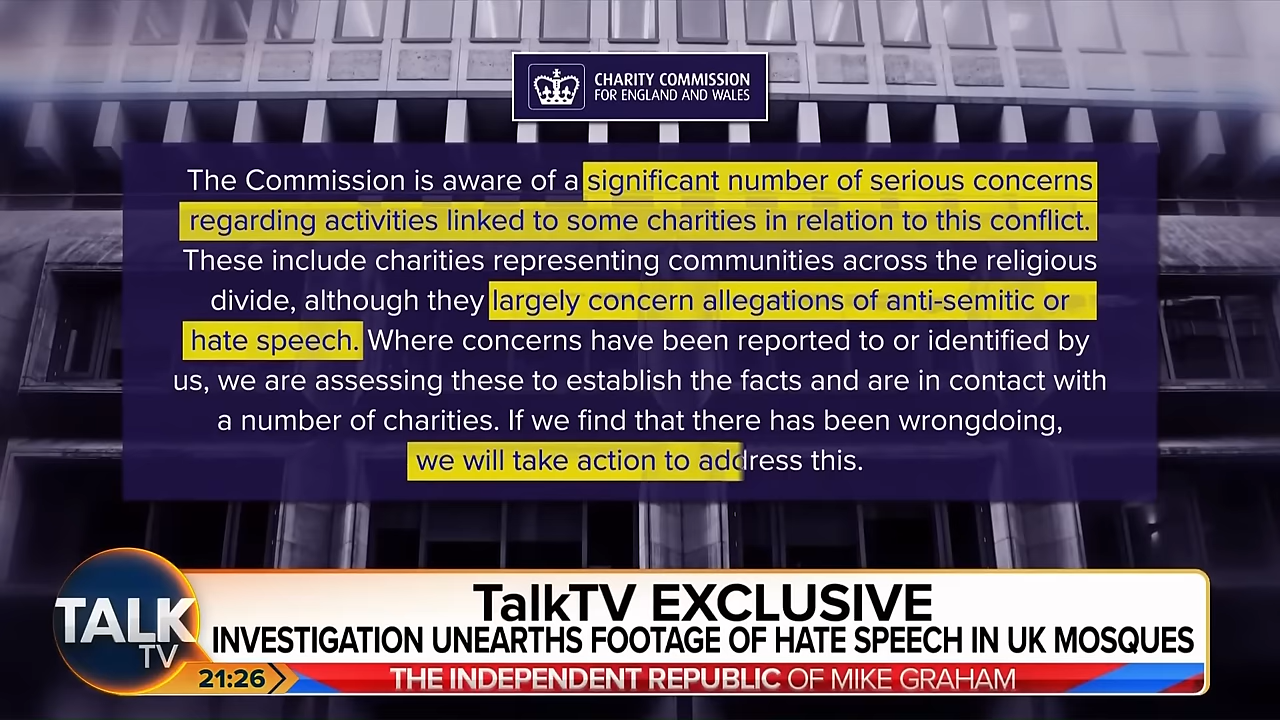 CHARITY COMMISSION
FOR ENGLAND AND WALES
The Commission is aware of a significant number of serious concerns
regarding activities linked to some charities in relation to this conflict.
These include charities representing communities across the religious
divide, although they largely concern allegations of anti-semitic or
hate speech. Where concerns have been reported to or identified by
us, we are assessing these to establish the facts and are in contact with
a number of charities. If we find that there has been wrongdoing,
we will take action to address this.
TALK
TV
TalkTV EXCLUSIVE
INVESTIGATION UNEARTHS FOOTAGE OF HATE SPEECH IN UK MOSQUES
21:26
THE INDEPENDENT REPUBLIC OF MIKE GRAHAM